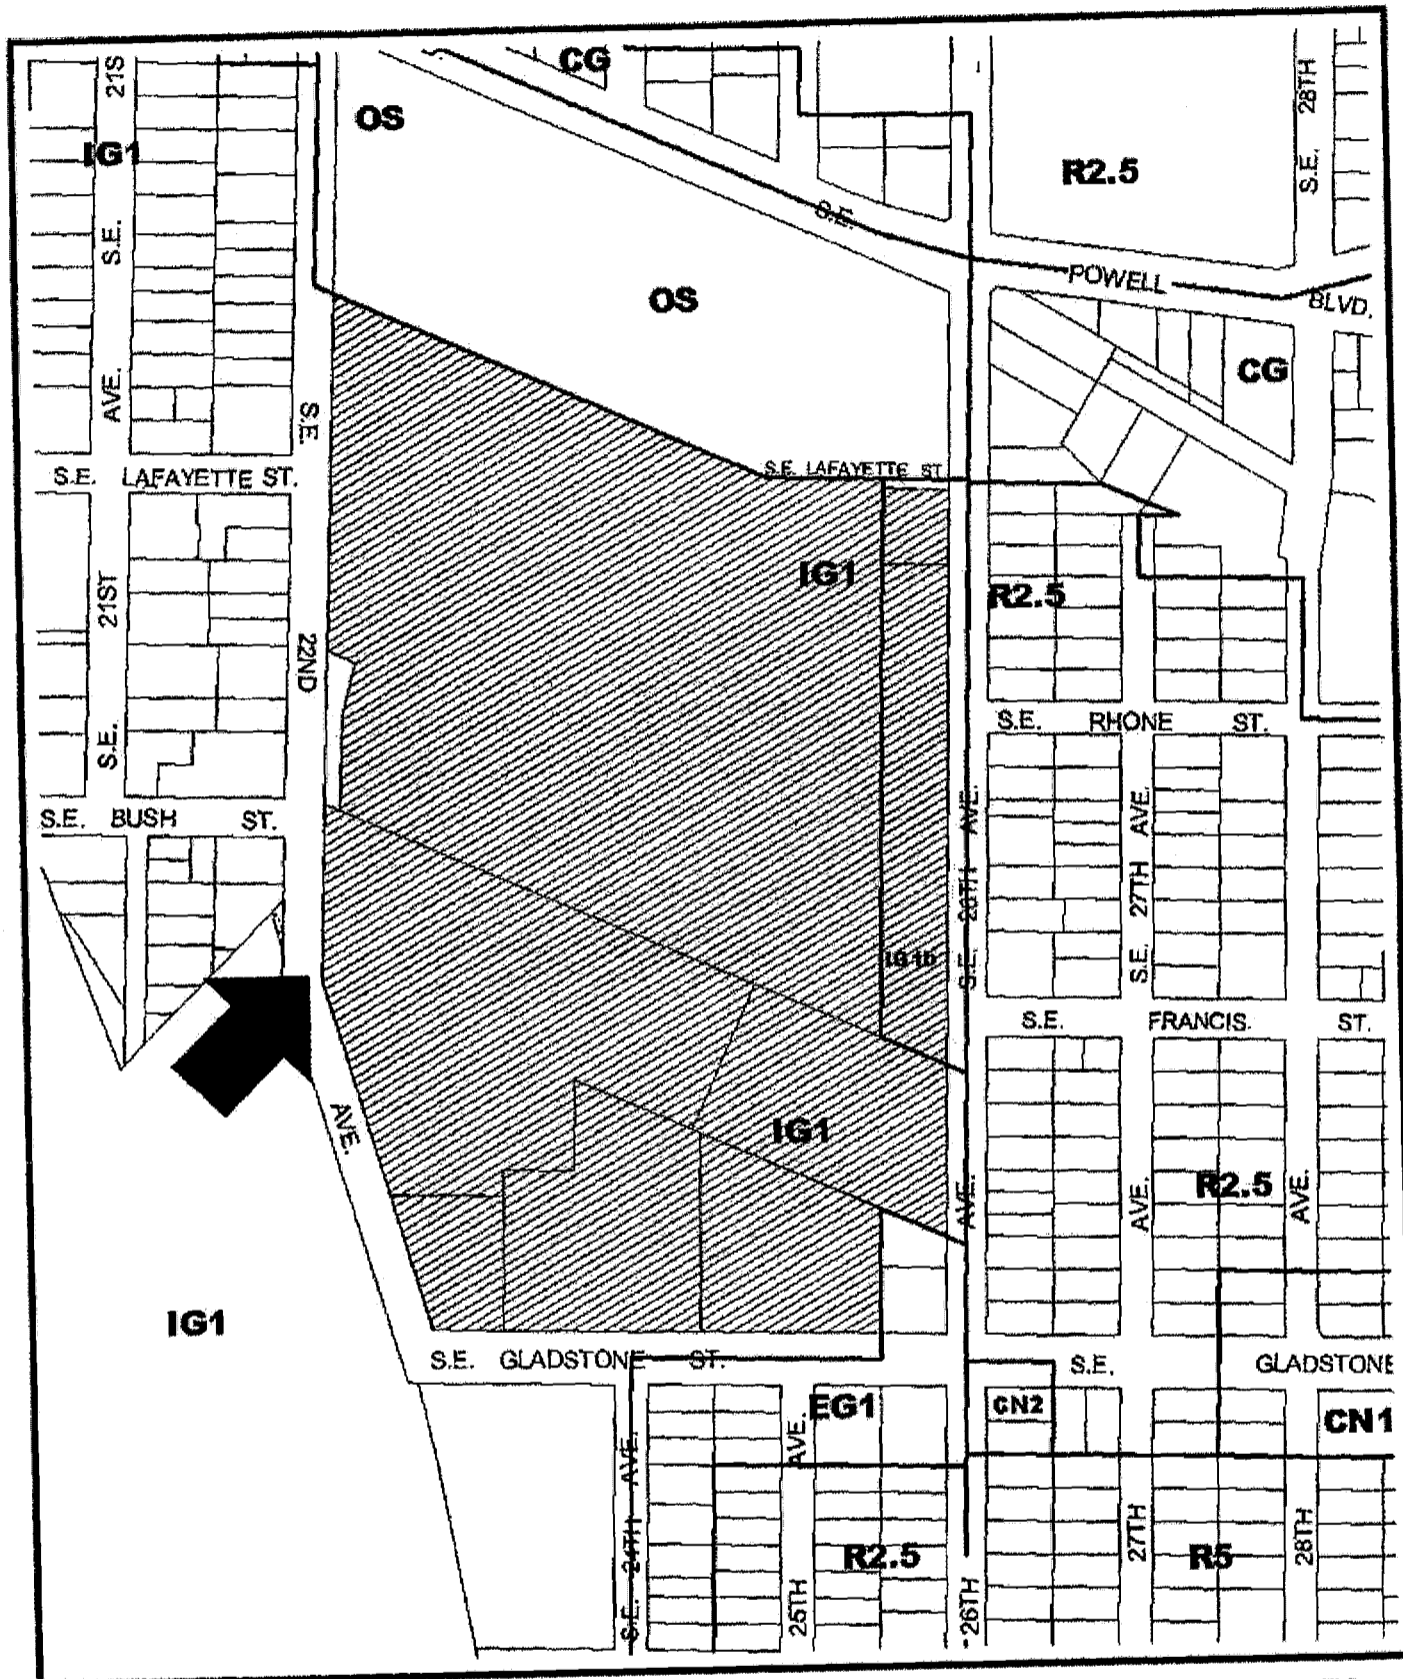 21S
CG
S.E.
28TH
OS
IG1
R2.5
S.E.
S.E.
S.E.
OS
POWELL
BLVD.
AVE.
CG
S.E.
S.E. LAFAYETTE ST.
S.E. LAFAYETTE ST
IG1
21ST
R2.5
22ND
S.E.
S.E. RHONE ST.
S.E. BUSH ST.
AVE.
AVE.
26TH
27TH
IG1b
S.E.
S.E.
S.E. FRANCIS. ST.
AVE.
IG1
R2.5
AVE.
AVE.
AVE.
IG1
S.E. GLADSTONE ST.
S.E. GLADSTONE
EG1
CN2
CN1
AVE.
AVE.
24TH
S.E.
25TH
R2.5
26TH
27TH
R5
28TH